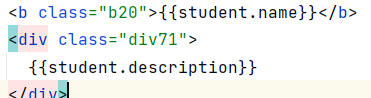 <b class="b20">{{student.name}}</b>
<div class="div71">
{{student.description}}
</div>